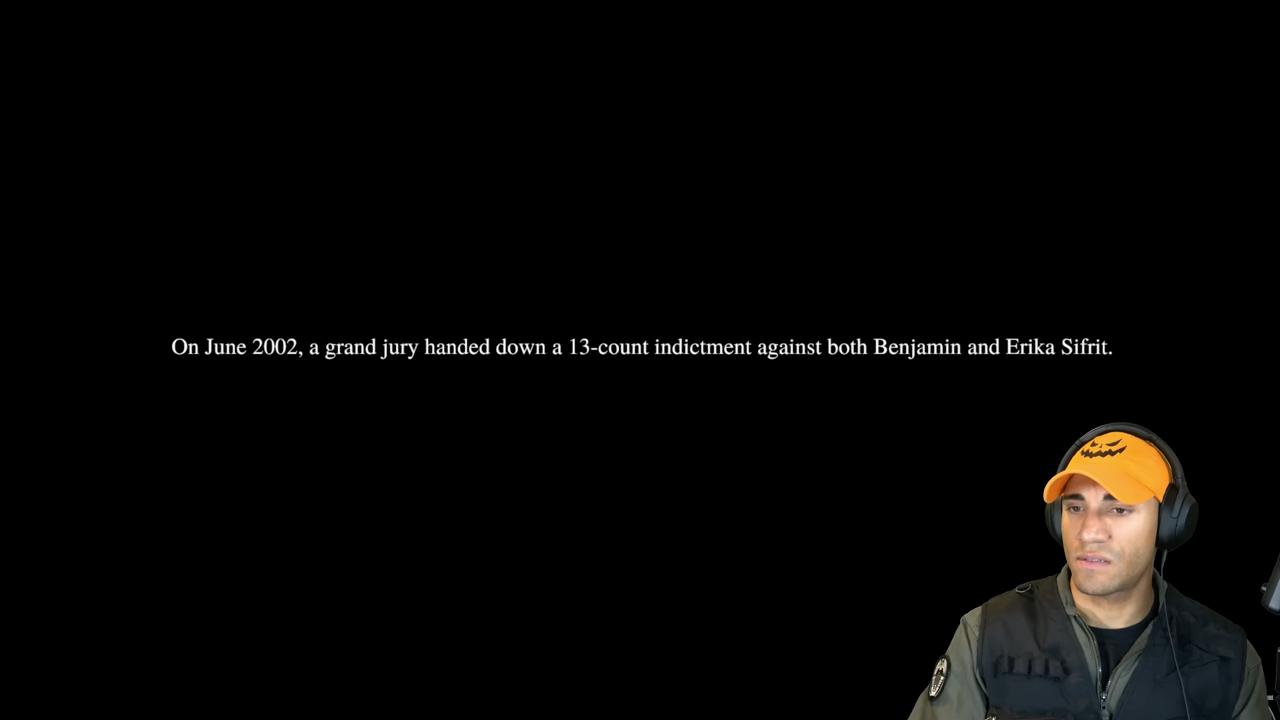 On June 2002, a grand jury handed down a 13-count indictment against both Benjamin and Erika Sifrit.